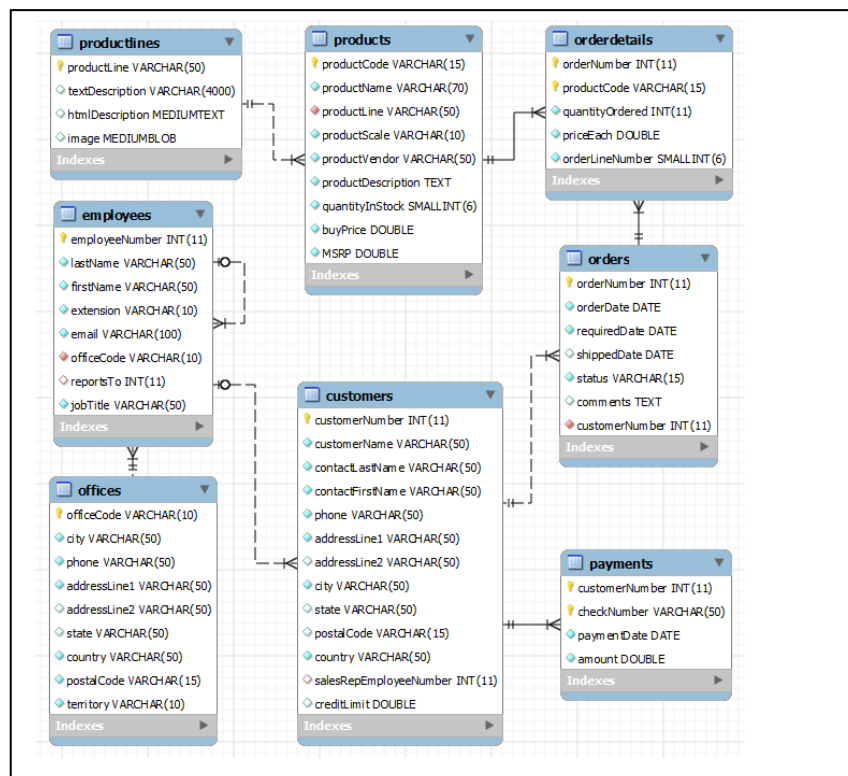 productlines
productLine VARCHAR(50)
textDescription VARCHAR(4000)
htmlDescription MEDIUMTEXT
image MEDIUMBLOB
Indexes
products
productCode VARCHAR(15)
productName VARCHAR(70)
productLine VARCHAR(50)
productScale VARCHAR(10)
productVendor VARCHAR(50)
productDescription TEXT
quantityInStock SMALLINT(6)
buyPrice DOUBLE
MSRP DOUBLE
Indexes
orderdetails
orderNumber INT(11)
productCode VARCHAR(15)
quantityOrdered INT(11)
priceEach DOUBLE
orderLineNumber SMALLINT(6)
Indexes
employees
employeeNumber INT(11)
lastName VARCHAR(50)
firstName VARCHAR(50)
extension VARCHAR(10)
email VARCHAR(100)
officeCode VARCHAR(10)
reportsTo INT(11)
jobTitle VARCHAR(50)
Indexes
orders
orderNumber INT(11)
orderDate DATE
requiredDate DATE
shippedDate DATE
status VARCHAR(15)
comments TEXT
customerNumber INT(11)
Indexes
customers
customerNumber INT(11)
customerName VARCHAR(50)
contactLastName VARCHAR(50)
contactFirstName VARCHAR(50)
phone VARCHAR(50)
addressLine1 VARCHAR(50)
addressLine2 VARCHAR(50)
city VARCHAR(50)
state VARCHAR(50)
postalCode VARCHAR(15)
country VARCHAR(50)
salesRepEmployeeNumber INT(11)
creditLimit DOUBLE
Indexes
offices
officeCode VARCHAR(10)
city VARCHAR(50)
phone VARCHAR(50)
addressLine1 VARCHAR(50)
addressLine2 VARCHAR(50)
state VARCHAR(50)
country VARCHAR(50)
postalCode VARCHAR(15)
territory VARCHAR(10)
Indexes
payments
customerNumber INT(11)
checkNumber VARCHAR(50)
paymentDate DATE
amount DOUBLE
Indexes